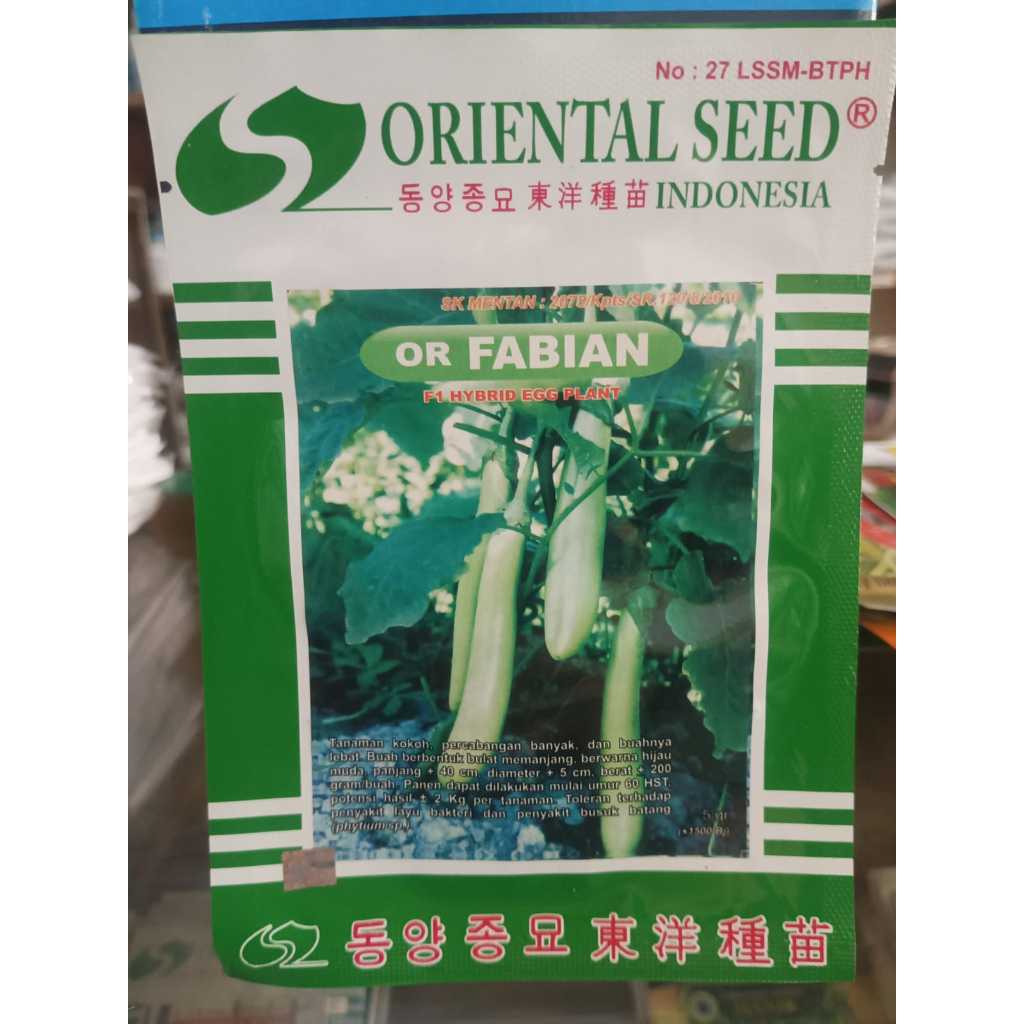 No : 27 LSSM-BTPH
ORIENTAL SEED®
동양종묘 東洋種苗 INDONESIA
SK MENTAN :
OR FABIAN
F1 HYBRID EGG PLANT
Tanaman kokoh, percabangan banyak, dan buahnya
lebat. Buah berbentuk bulat memanjang, berwarna hijau
muda, panjang + 40 cm, diameter + 5 cm, berat + 200
gram/buah. Panen dapat dilakukan mulai umur 60 HST,
potensi hasil ± 2 Kg per tanaman. Toleran terhadap
penyakit layu bakteri dan penyakit busuk batang
(phytium sp.)
(±1500 Bj)
동양종묘 東洋種苗